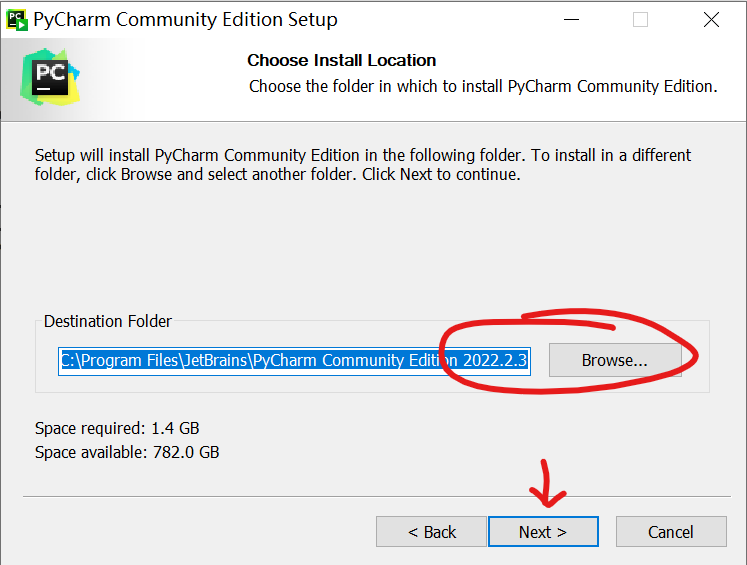 PyCharm Community Edition Setup
PC
Choose Install Location
Choose the folder in which to install PyCharm Community Edition.
Setup will install PyCharm Community Edition in the following folder. To install in a different
folder, click Browse and select another folder. Click Next to continue.
Destination Folder
C:\Program Files\JetBrains\PyCharm Community Edition 2022.2.3
Browse...
Space required: 1.4 GB
Space available: 782.0 GB
< Back
Next >
Cancel